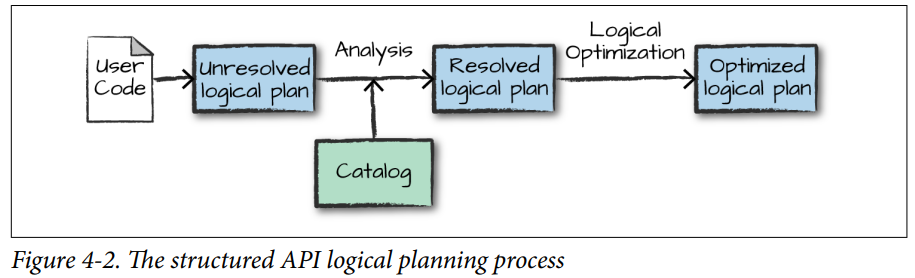 User
Code
Unresolved
logical plan
Analysis
Catalog
Resolved
logical plan
Logical
Optimization
Optimized
logical plan
Figure 4-2. The structured API logical planning process